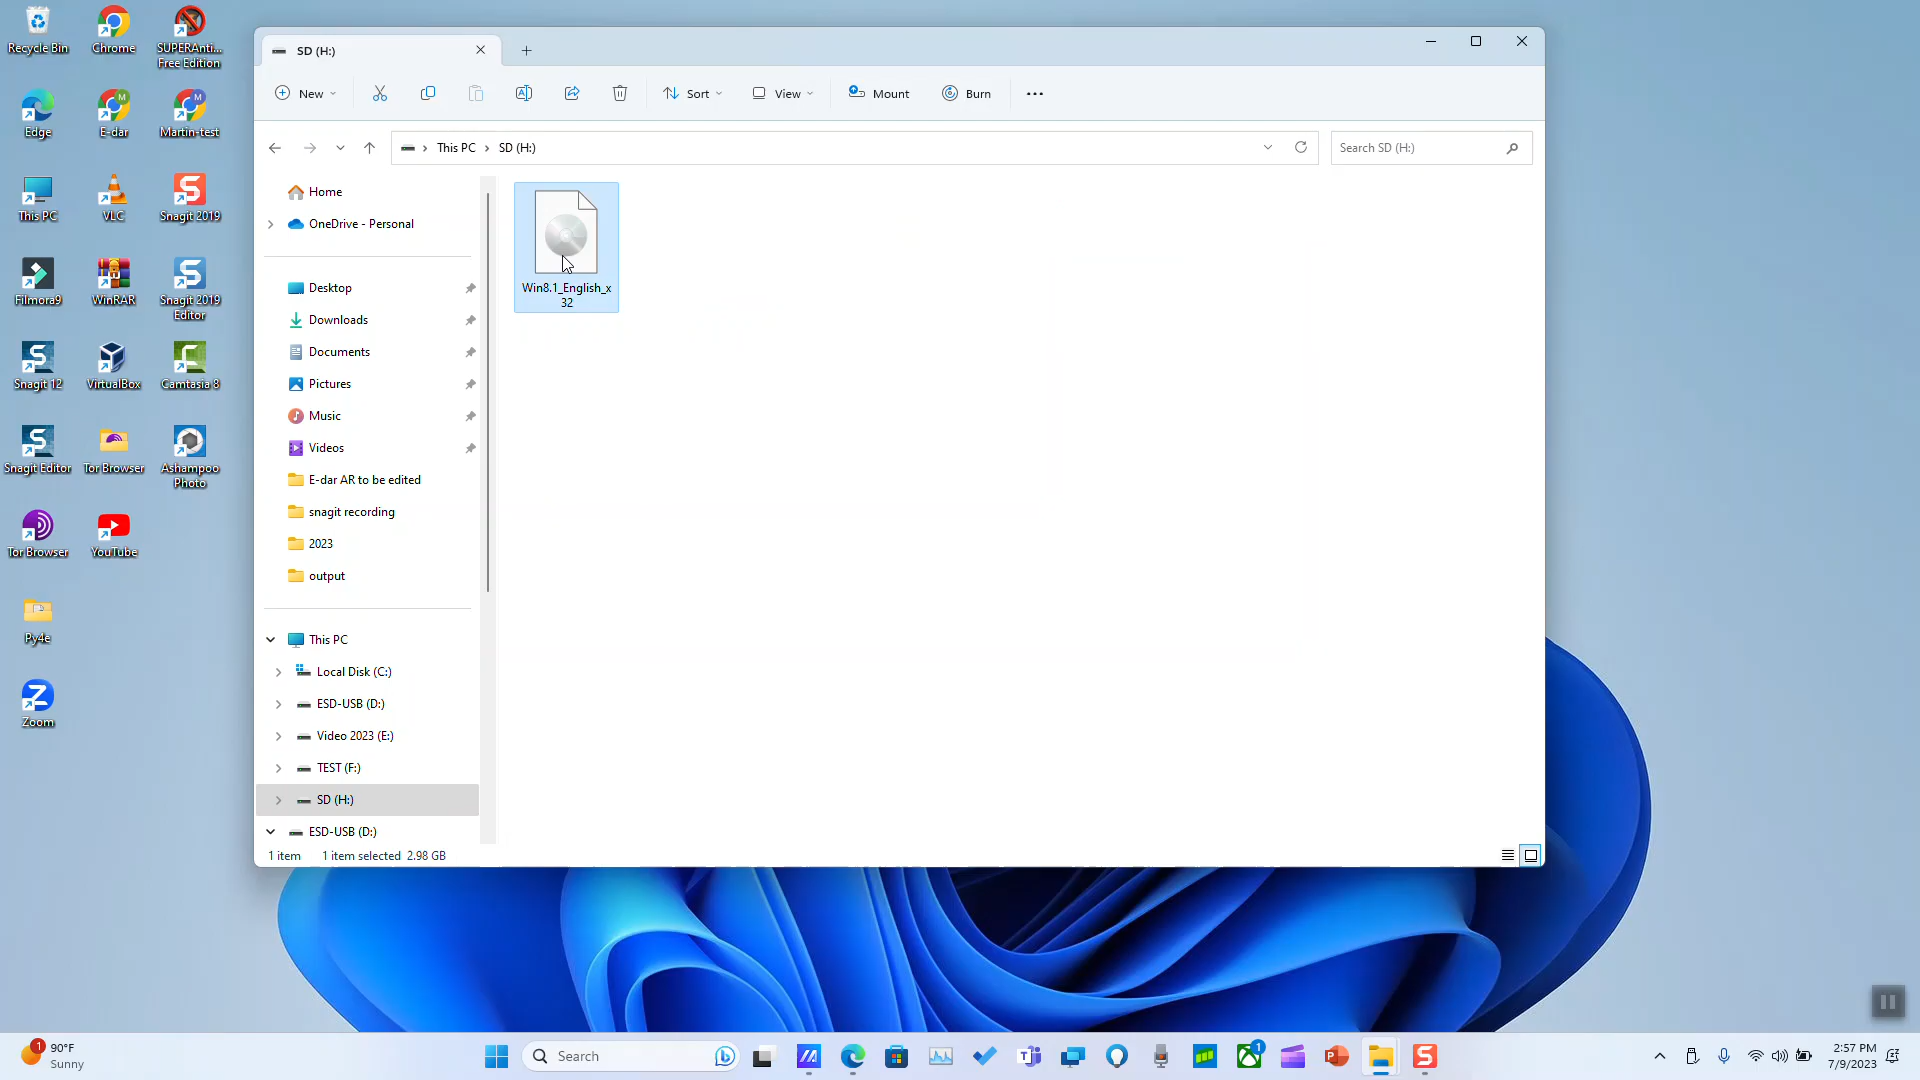 Recycle Bin
Chrome
SUPERAnti...
Free Edition
Edge
E-dar
Martin-test
This PC
VLC
Snagit 2019
Filmora9
WinRAR
Snagit 2019
Editor
Snagit 12
VirtualBox
Camtasia 8
Snagit Editor
Tor Browser
Ashampoo
Photo
Tor Browser
YouTube
Py4e
Zoom
SD (H:)
New
Sort
View
Mount
Burn
This PC
SD (H:)
Search SD (H:)
Home
OneDrive - Personal
Desktop
Downloads
Documents
Pictures
Music
Videos
E-dar AR to be edited
snagit recording
2023
output
This PC
Local Disk (C:)
ESD-USB (D:)
Video 2023 (E:)
TEST (F:)
SD (H:)
ESD-USB (D:)
Win8.1_English_x
32
1 item
1 item selected 2.98 GB
1
90°F
Sunny
Search
1
2:57 PM
7/9/2023